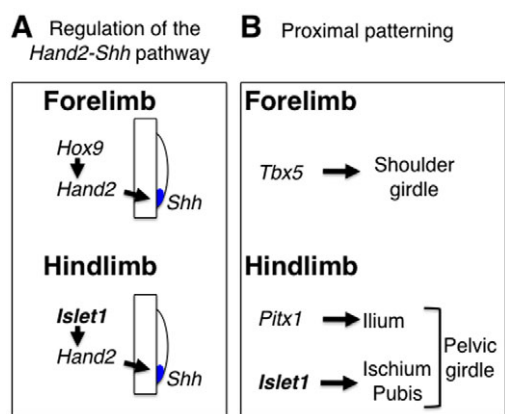 A Regulation of the
Hand2-Shh pathway
Forelimb
Hox9
Hand2
Shh
Hindlimb
Islet1
Hand2
Shh
B Proximal patterning
Forelimb
Tbx5
Shoulder
girdle
Hindlimb
Pitx1
Ilium
Islet1
Ischium
Pubis
Pelvic
girdle